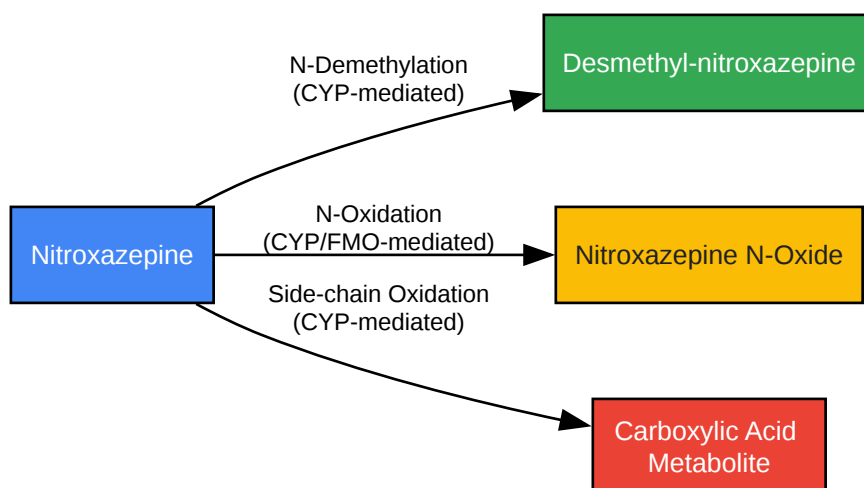 N-Demethylation
(CYP-mediated)
Desmethyl-nitroxazepine
Nitroxazepine
N-Oxidation
(CYP/FMO-mediated)
Nitroxazepine N-Oxide
Side-chain Oxidation
(CYP-mediated)
Carboxylic Acid
Metabolite